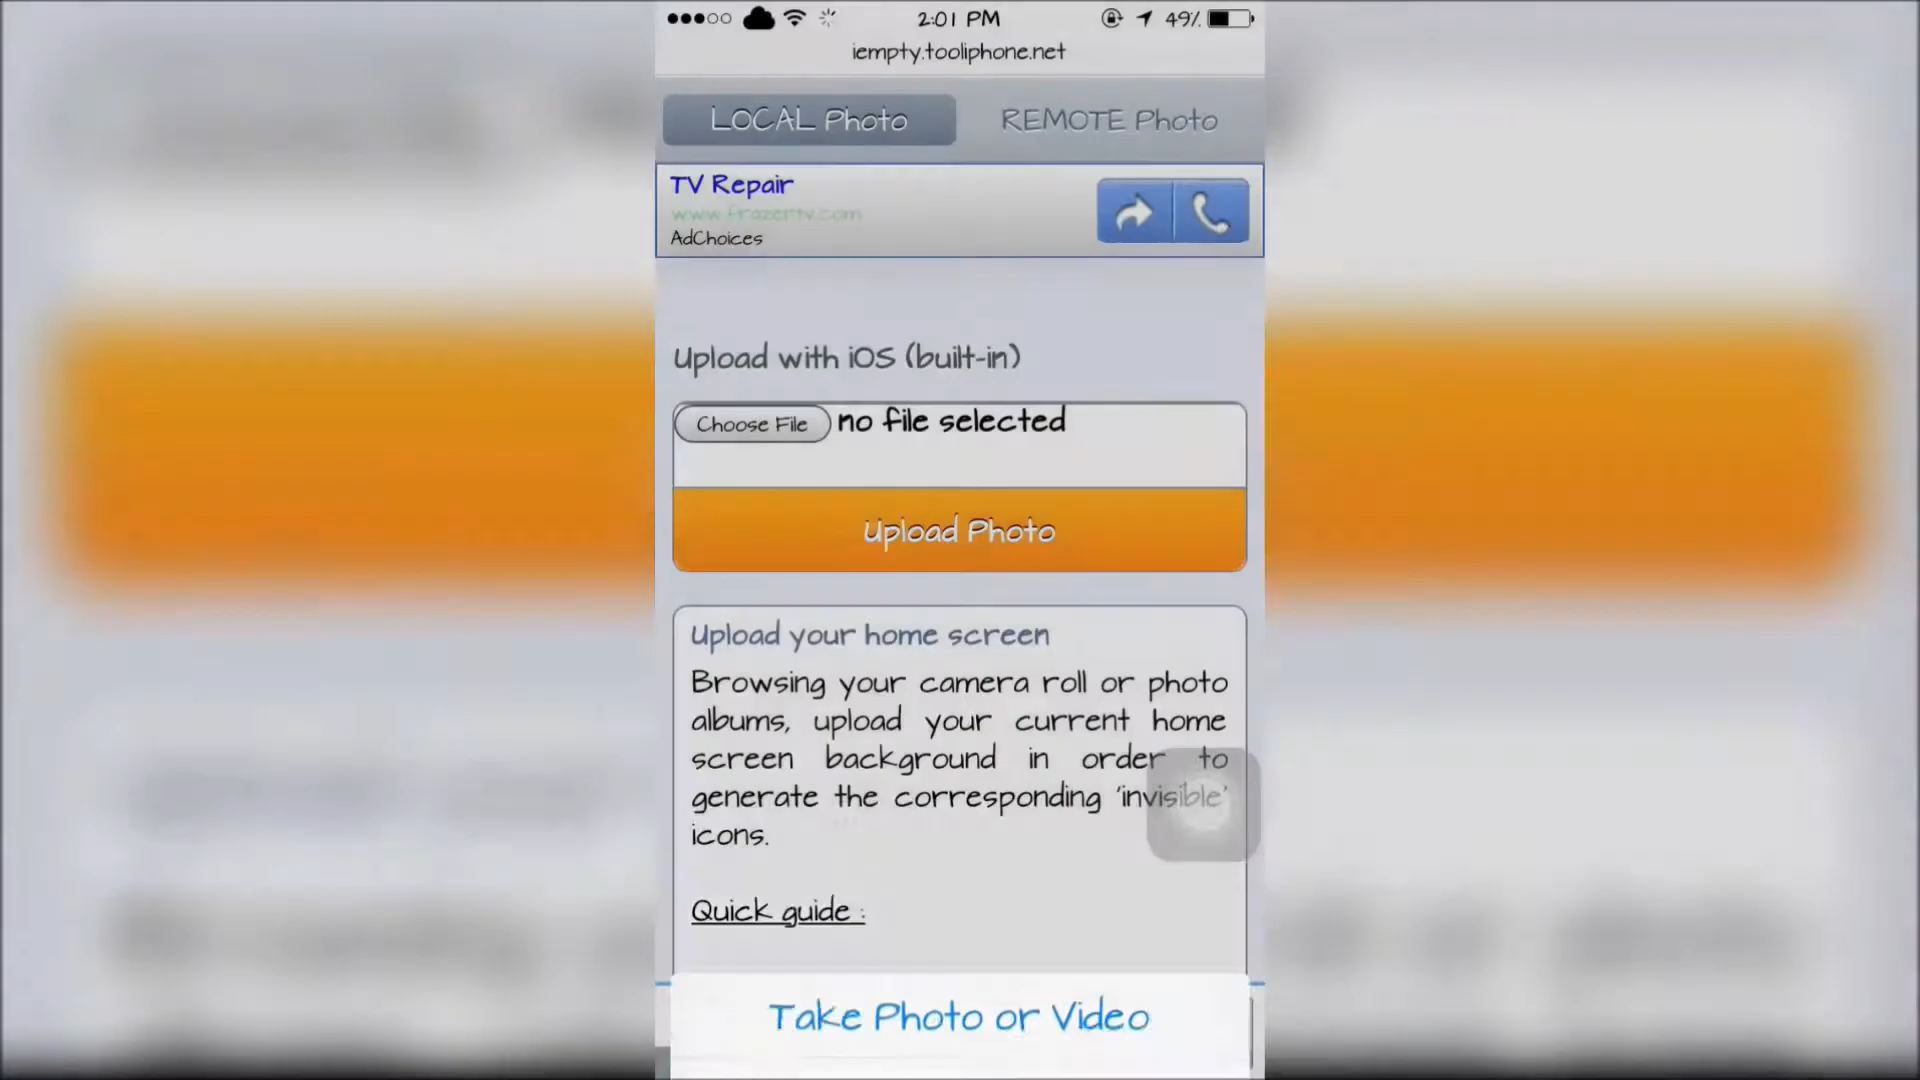 2:01 PM
49%
iempty.tooliphone.net
LOCAL Photo
REMOTE Photo
TV Repair
www.frazertv.com
AdChoices
Upload with iOS (built-in)
Choose File no file selected
Upload Photo
Upload your home screen
Browsing your camera roll or photo
albums, upload your current home
screen background in order to
generate the corresponding 'invisible'
icons.
Quick guide :
Take Photo or Video